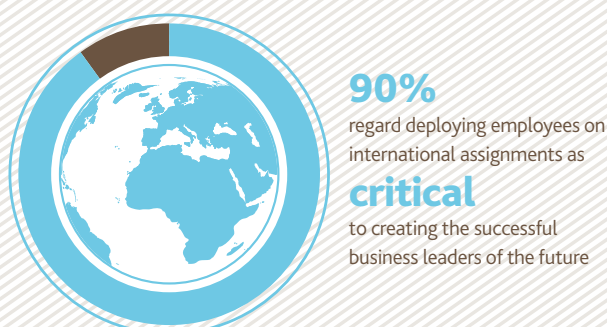 90%
regard deploying employees on
international assignments as
critical
to creating the successful
business leaders of the future